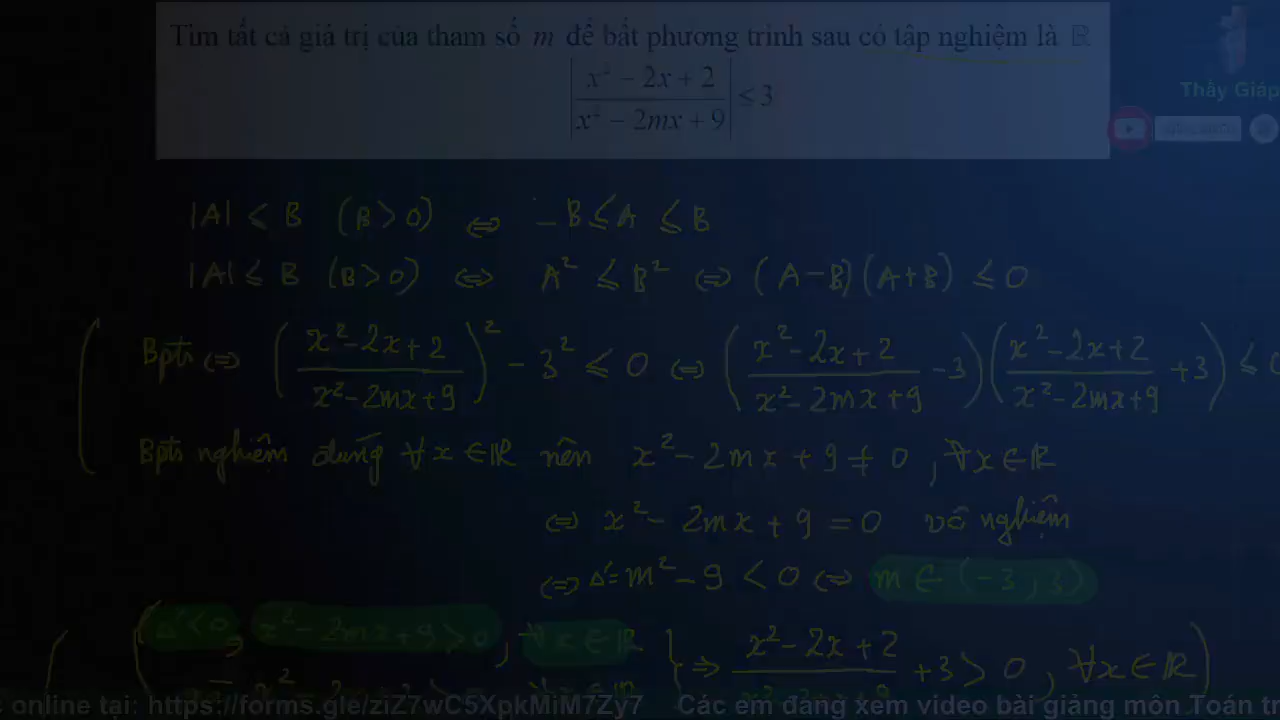 Tìm tất cả giá trị của tham số m để bất phương trình sau có tập nghiệm là ℝ
|(x² − 2x + 2)/(x² − 2mx + 9)| ≤ 3
Thầy Giáp
|A| ≤ B (B > 0) ⇔ −B ≤ A ≤ B
|A| ≤ B (B > 0) ⇔ A² ≤ B² ⇔ (A − B)(A + B) ≤ 0
Bpt ⇔ ((x² − 2x + 2)/(x² − 2mx + 9))² − 3² ≤ 0 ⇔ ((x² − 2x + 2)/(x² − 2mx + 9) − 3)((x² − 2x + 2)/(x² − 2mx + 9) + 3) ≤ 0
Bpt nghiệm đúng ∀x ∈ ℝ nên x² − 2mx + 9 ≠ 0, ∀x ∈ ℝ
⇔ x² − 2mx + 9 = 0 vô nghiệm
⇔ Δ' = m² − 9 < 0 ⇔ m ∈ (−3; 3)
Δ' < 0, x² − 2mx + 9 > 0, ∀x ∈ ℝ
⇒ (x² − 2x + 2)/(x² − 2mx + 9) + 3 > 0, ∀x ∈ ℝ
online tại: https://forms.gle/ziZ7wC5XpkMiM7Zy7 Các em đang xem video bài giảng môn Toán